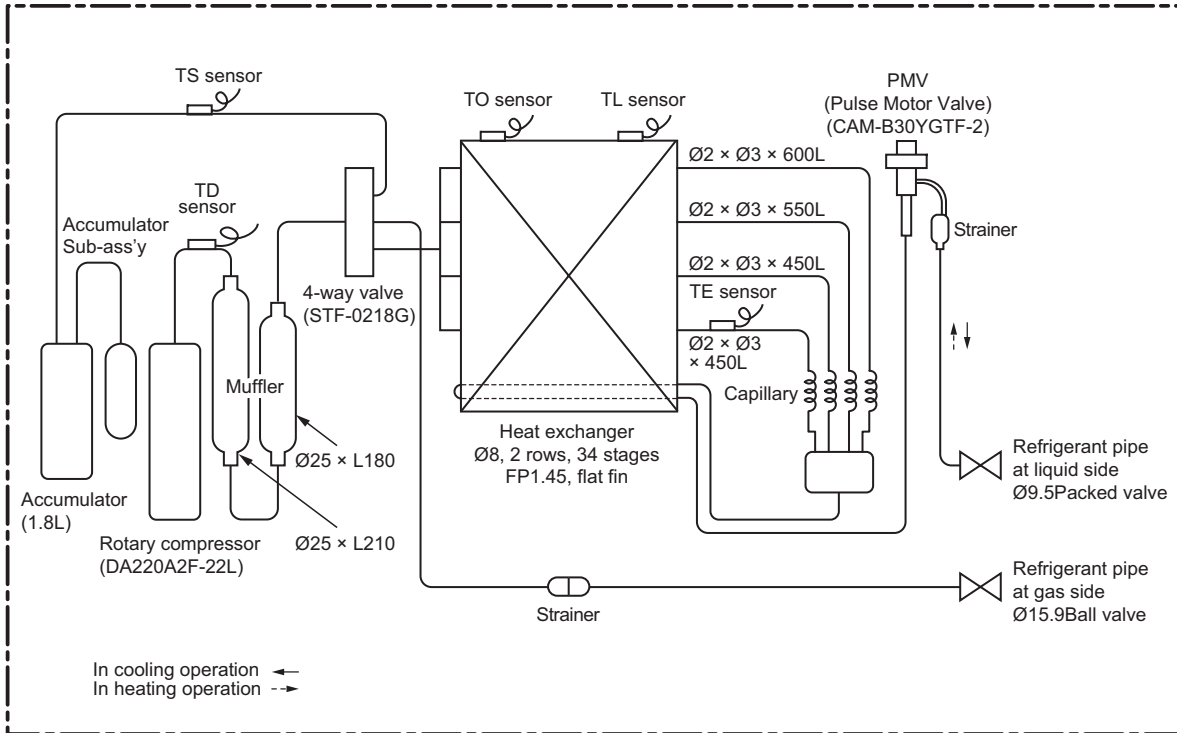 TS sensor
TO sensor
TL sensor
PMV
(Pulse Motor Valve)
(CAM-B30YGTF-2)
Ø2 × Ø3 × 600L
TD
sensor
Accumulator
Sub-ass'y
Ø2 × Ø3 × 550L
Strainer
Ø2 × Ø3 × 450L
4-way valve
(STF-0218G)
TE sensor
Ø2 × Ø3
× 450L
Muffler
Capillary
Heat exchanger
Ø8, 2 rows, 34 stages
FP1.45, flat fin
Ø25 × L180
Refrigerant pipe
at liquid side
Ø9.5Packed valve
Accumulator
(1.8L)
Rotary compressor
(DA220A2F-22L)
Ø25 × L210
Refrigerant pipe
at gas side
Ø15.9Ball valve
Strainer
In cooling operation
In heating operation